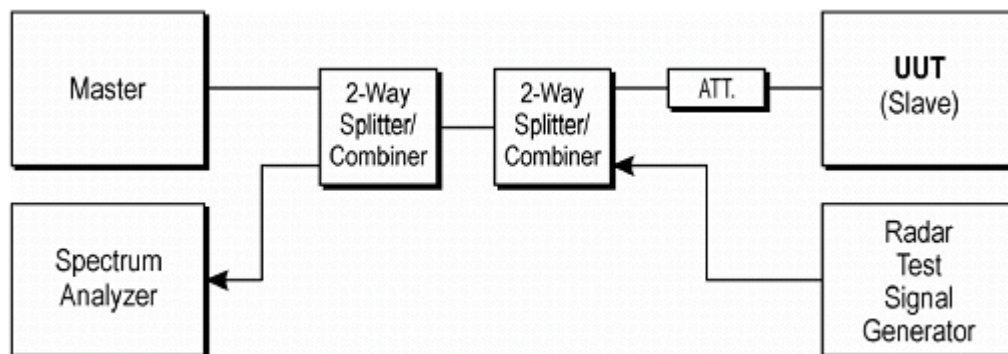 Master
2-Way
Splitter/
Combiner
2-Way
Splitter/
Combiner
ATT.
UUT
(Slave)
Spectrum
Analyzer
Radar
Test
Signal
Generator